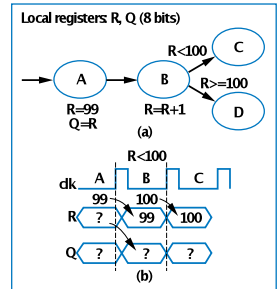 Local registers: R, Q (8 bits)
R<100
C
A
B
R>=100
D
R=99
Q=R
R=R+1
(a)
R<100
A
B
C
clk
99
100
R
?
99
100
Q
?
?
?
(b)